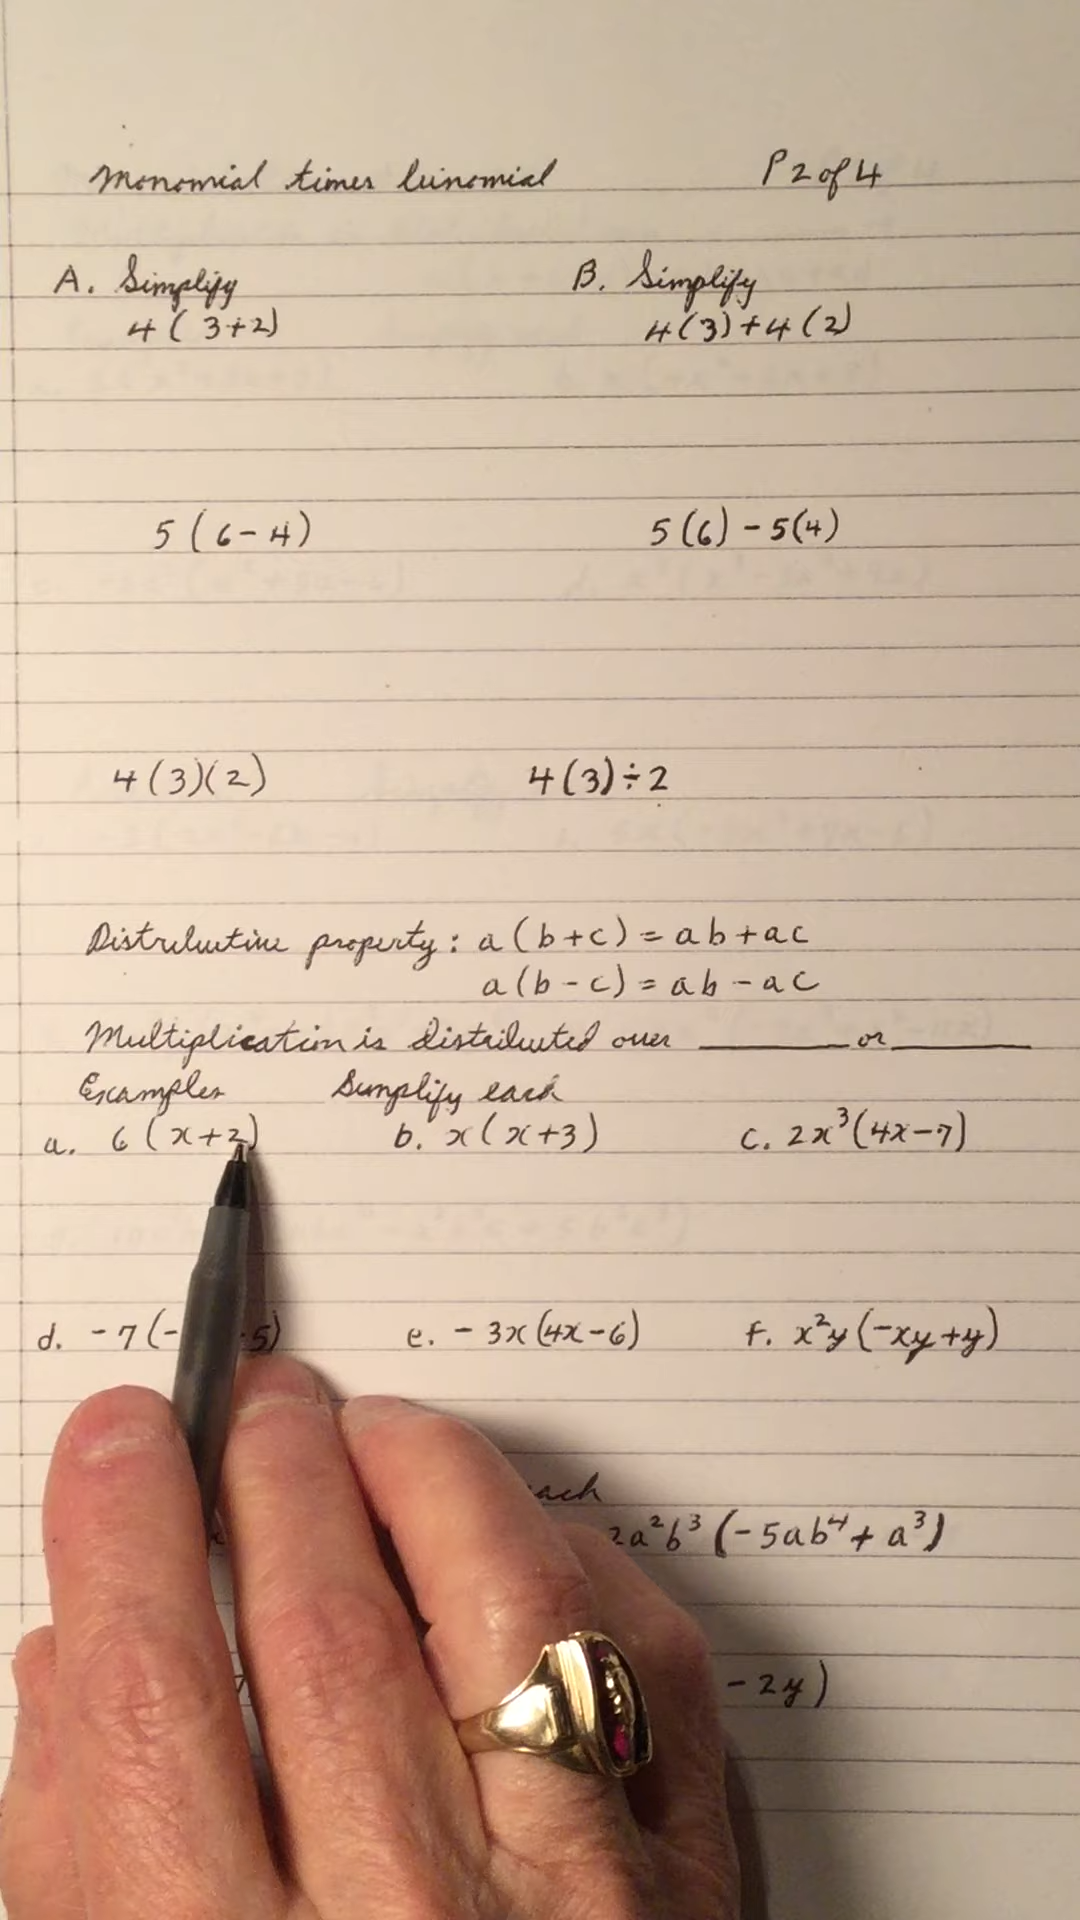 Monomial times binomial P 2 of 4
A. Simplify B. Simplify
4 ( 3+2) 4(3)+4(2)
5 ( 6-4) 5(6) - 5(4)
4(3)(2) 4(3)÷2
Distributive property: a(b+c) = ab+ac
a(b-c) = ab-ac
Multiplication is distributed over ________ or ________
Examples Simplify each
a. 6 (x+2) b. x(x+3) c. 2x³(4x-7)
d. -7(- 5) e. -3x(4x-6) f. x²y(-xy+y)
2a²b³(-5ab⁴+a³)
-2y)